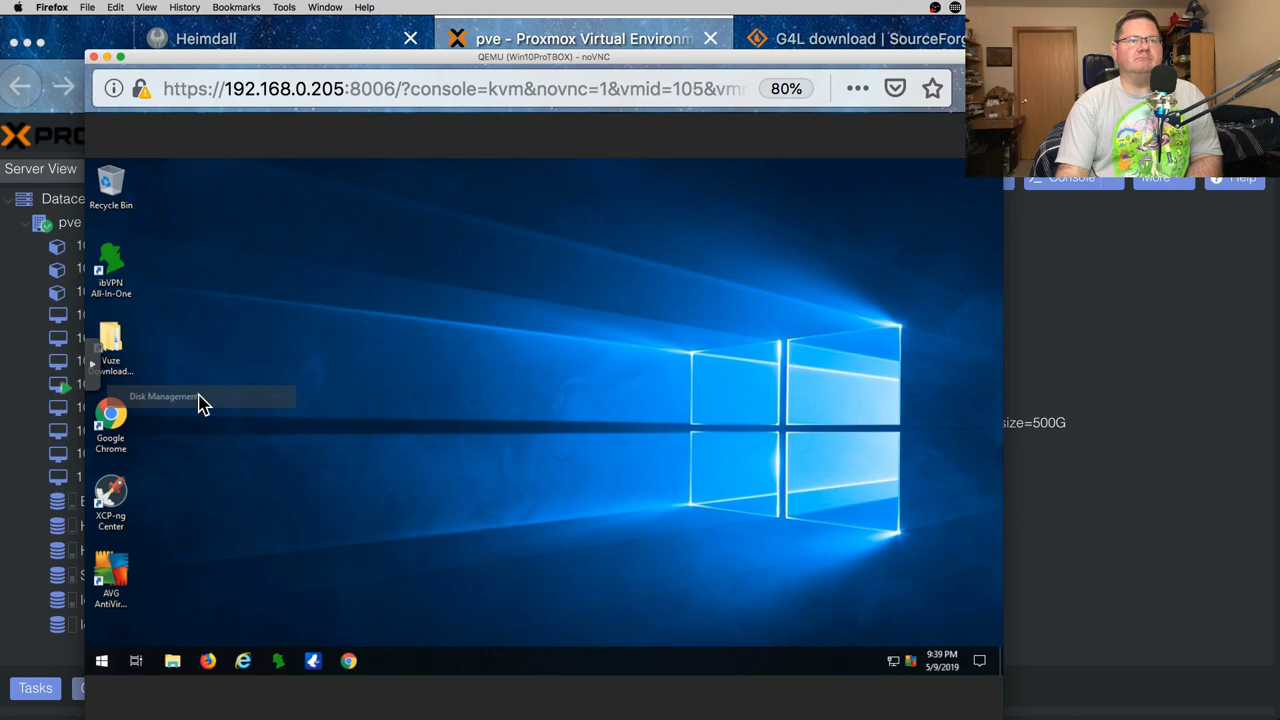 Firefox File Edit View History Bookmarks Tools Window Help
Heimdall
pve - Proxmox Virtual Environm
G4L download | SourceForg
QEMU (Win10ProTBOX) - noVNC
https://192.168.0.205:8006/?console=kvm&novnc=1&vmid=105&vm
80%
Server View
Console
More
Help
Datace
pve
Recycle Bin
ibVPN
All-In-One
Vuze
Download...
Disk Management
Google
Chrome
size=500G
XCP-ng
Center
AVG
AntiVir...
9:39 PM
5/9/2019
Tasks